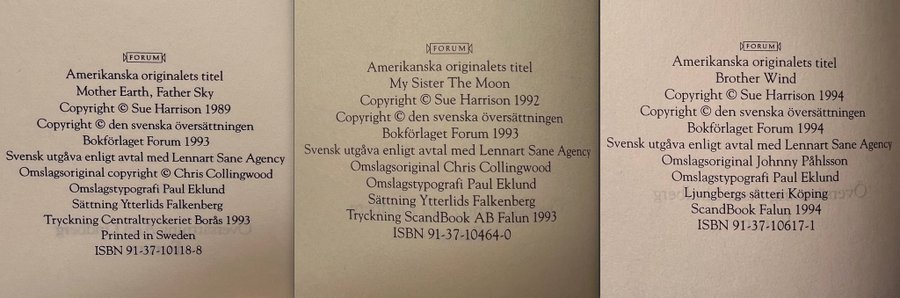 FORUM
Amerikanska originalets titel
Mother Earth, Father Sky
Copyright © Sue Harrison 1989
Copyright © den svenska översättningen
Bokförlaget Forum 1993
Svensk utgåva enligt avtal med Lennart Sane Agency
Omslagsoriginal copyright © Chris Collingwood
Omslagstypografi Paul Eklund
Sättning Ytterlids Falkenberg
Tryckning Centraltryckeriet Borås 1993
Printed in Sweden
ISBN 91-37-10118-8
FORUM
Amerikanska originalets titel
My Sister The Moon
Copyright © Sue Harrison 1992
Copyright © den svenska översättningen
Bokförlaget Forum 1993
Svensk utgåva enligt avtal med Lennart Sane Agency
Omslagsoriginal Chris Collingwood
Omslagstypografi Paul Eklund
Sättning Ytterlids Falkenberg
Tryckning ScandBook AB Falun 1993
ISBN 91-37-10464-0
FORUM
Amerikanska originalets titel
Brother Wind
Copyright © Sue Harrison 1994
Copyright © den svenska översättningen
Bokförlaget Forum 1994
Svensk utgåva enligt avtal med Lennart Sane Agency
Omslagsoriginal Johnny Påhlsson
Omslagstypografi Paul Eklund
Ljungbergs sätteri Köping
ScandBook Falun 1994
ISBN 91-37-10617-1